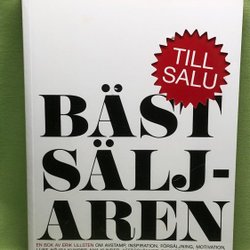 TILL
SALU
BÄST
SÄLJ-
AREN
EN BOK AV ERIK ULLSTEN OM AVSTAMP, INSPIRATION, FÖRSÄLJNING, MOTIVATION,